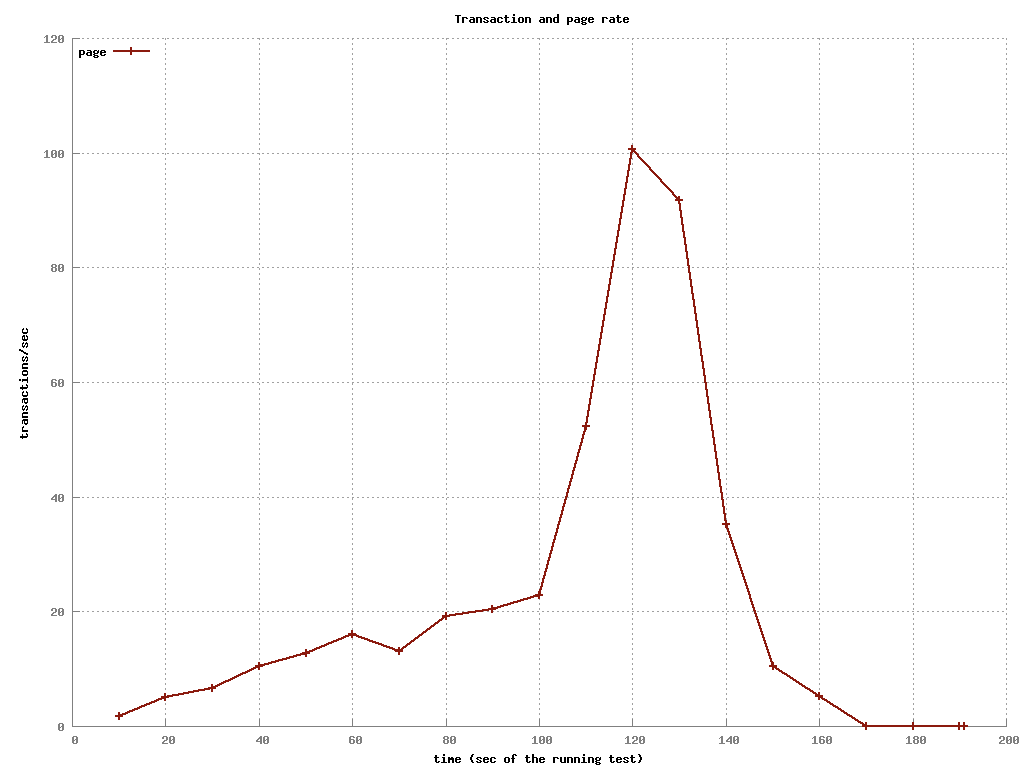 Transaction and page rate
120
page
100
80
60
40
20
0
transactions/sec
0 20 40 60 80 100 120 140 160 180 200
time (sec of the running test)